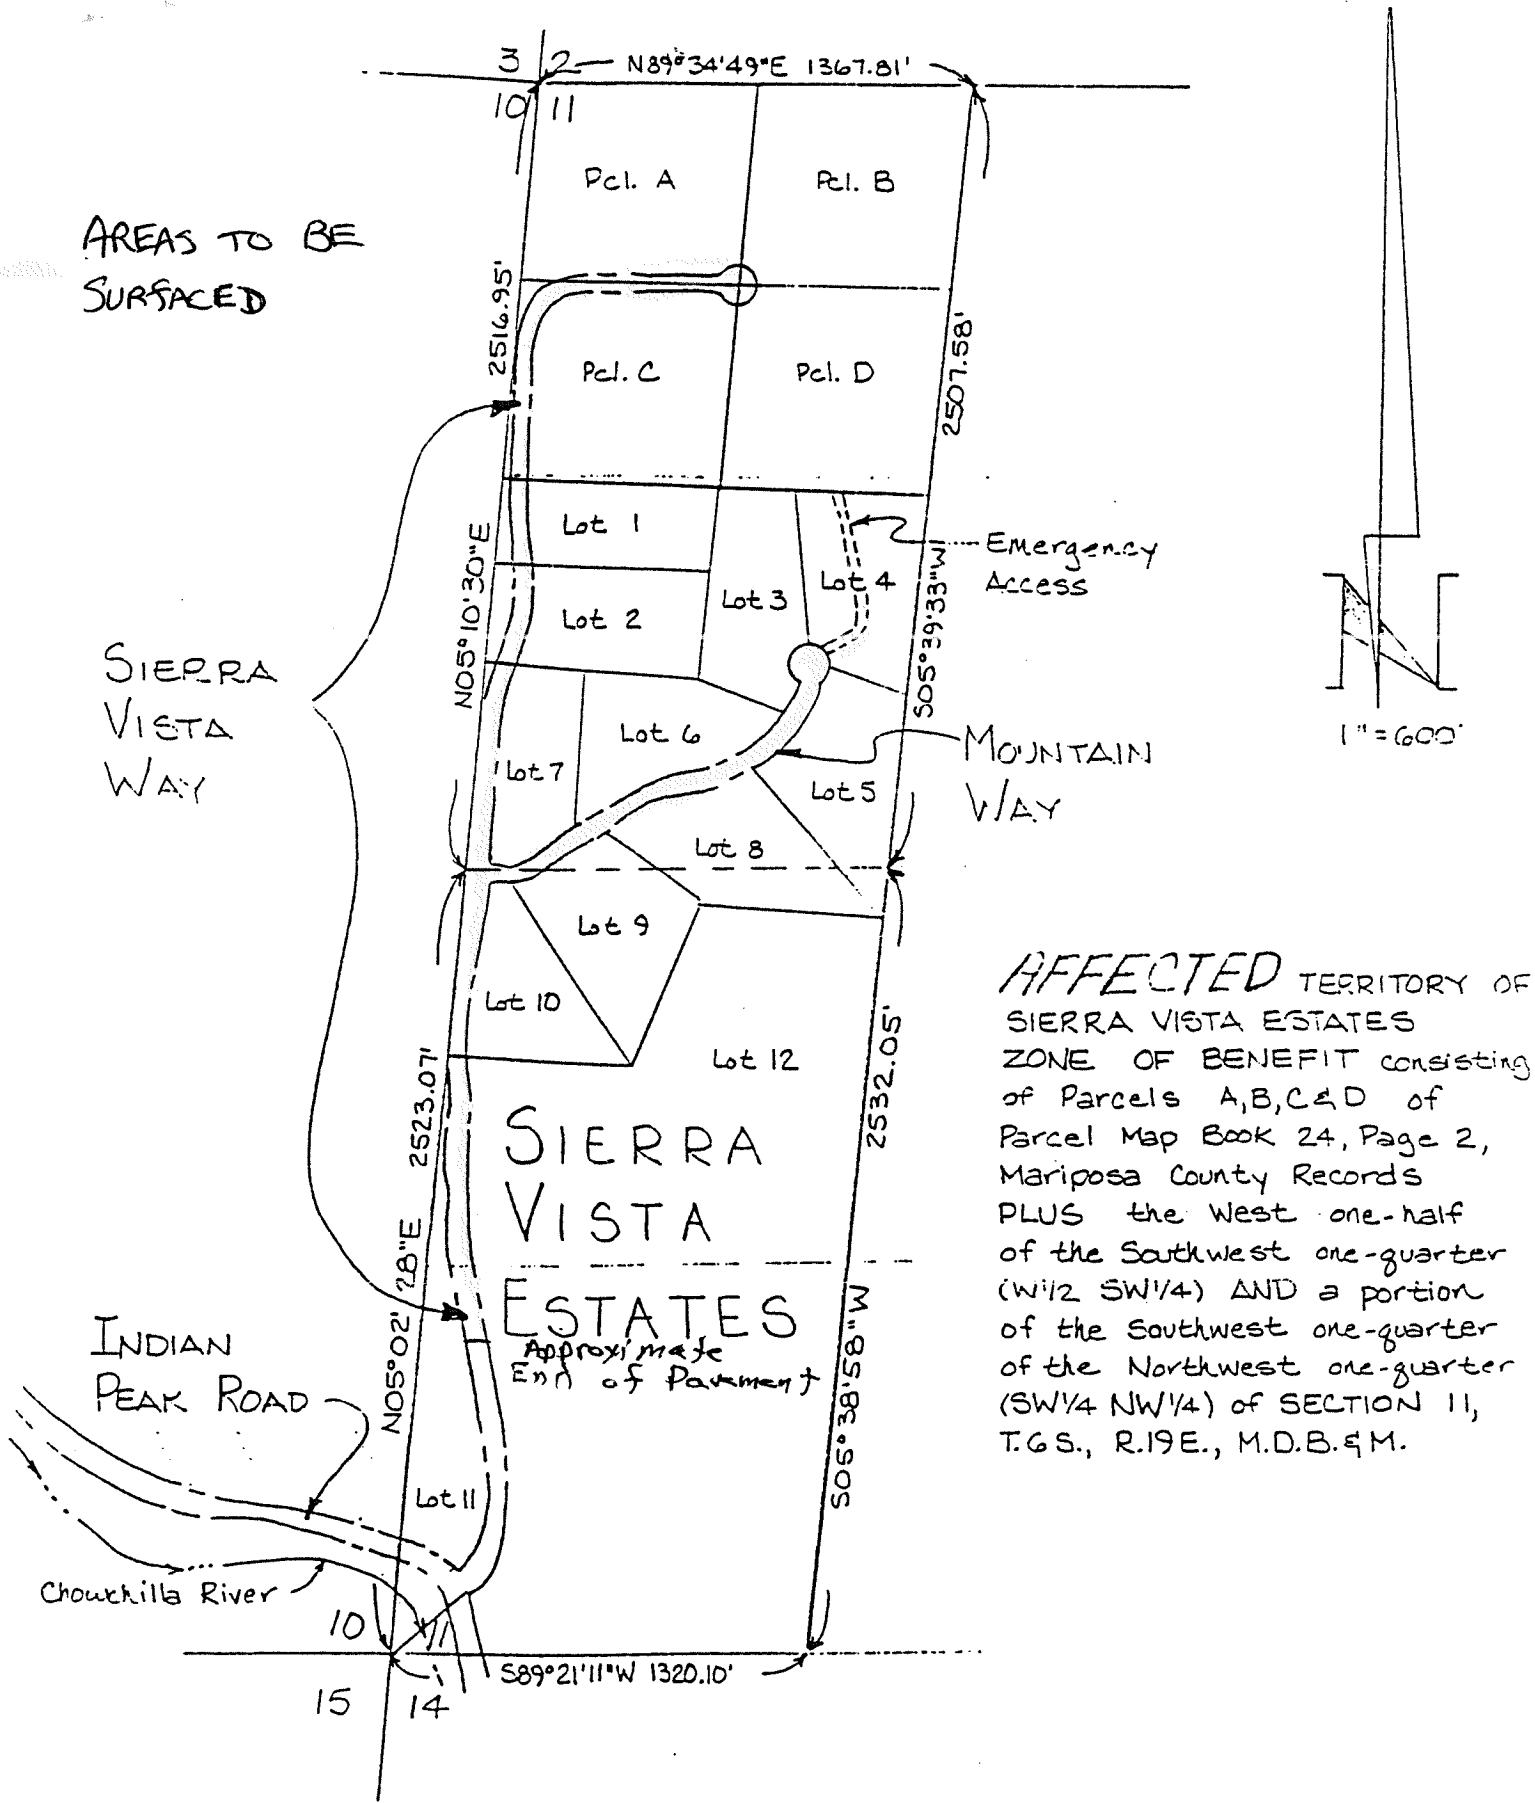 3 2 N89°34'49"E 1367.81'
10 11
Pcl. A
Pcl. B
AREAS TO BE
SURFACED
2516.95'
Pcl. C
Pcl. D
2507.58'
Lot 1
Emergency
Access
Lot 2
Lot 3
Lot 4
N05°10'30"E
S05°39'33"W
SIERRA
VISTA
WAY
Lot 6
Lot 7
Lot 5
MOUNTAIN
WAY
1"=600'
Lot 8
Lot 9
Lot 10
Lot 12
2523.07'
2532.05'
AFFECTED TERRITORY OF
SIERRA VISTA ESTATES
ZONE OF BENEFIT consisting
of Parcels A,B,C&D of
Parcel Map Book 24, Page 2,
Mariposa County Records
PLUS the West one-half
of the Southwest one-quarter
(W1/2 SW1/4) AND a portion
of the Southwest one-quarter
of the Northwest one-quarter
(SW1/4 NW1/4) of SECTION 11,
T.6S., R.19E., M.D.B.&M.
SIERRA
VISTA
ESTATES
Approximate
End of Pavement
N05°02'28"E
S05°38'58"W
INDIAN
PEAK ROAD
Lot 11
Chowchilla River
10
11
S89°21'11"W 1320.10'
15 14